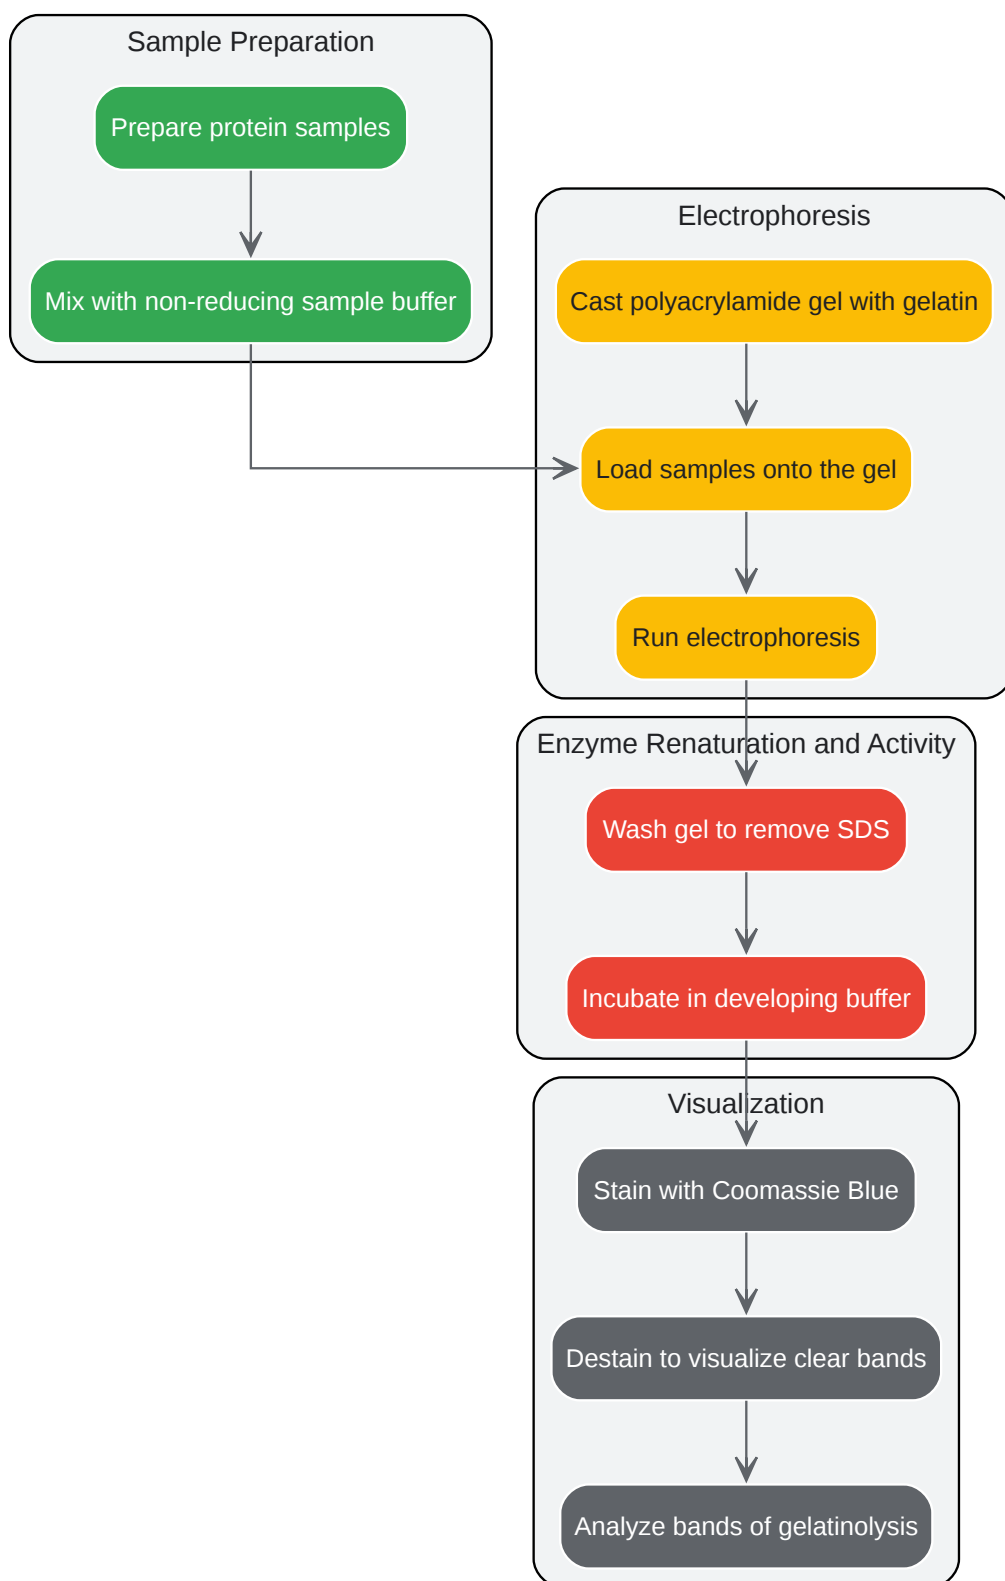 Sample Preparation
Prepare protein samples
Mix with non-reducing sample buffer
Electrophoresis
Cast polyacrylamide gel with gelatin
Load samples onto the gel
Run electrophoresis
Enzyme Renaturation and Activity
Wash gel to remove SDS
Incubate in developing buffer
Visualization
Stain with Coomassie Blue
Destain to visualize clear bands
Analyze bands of gelatinolysis